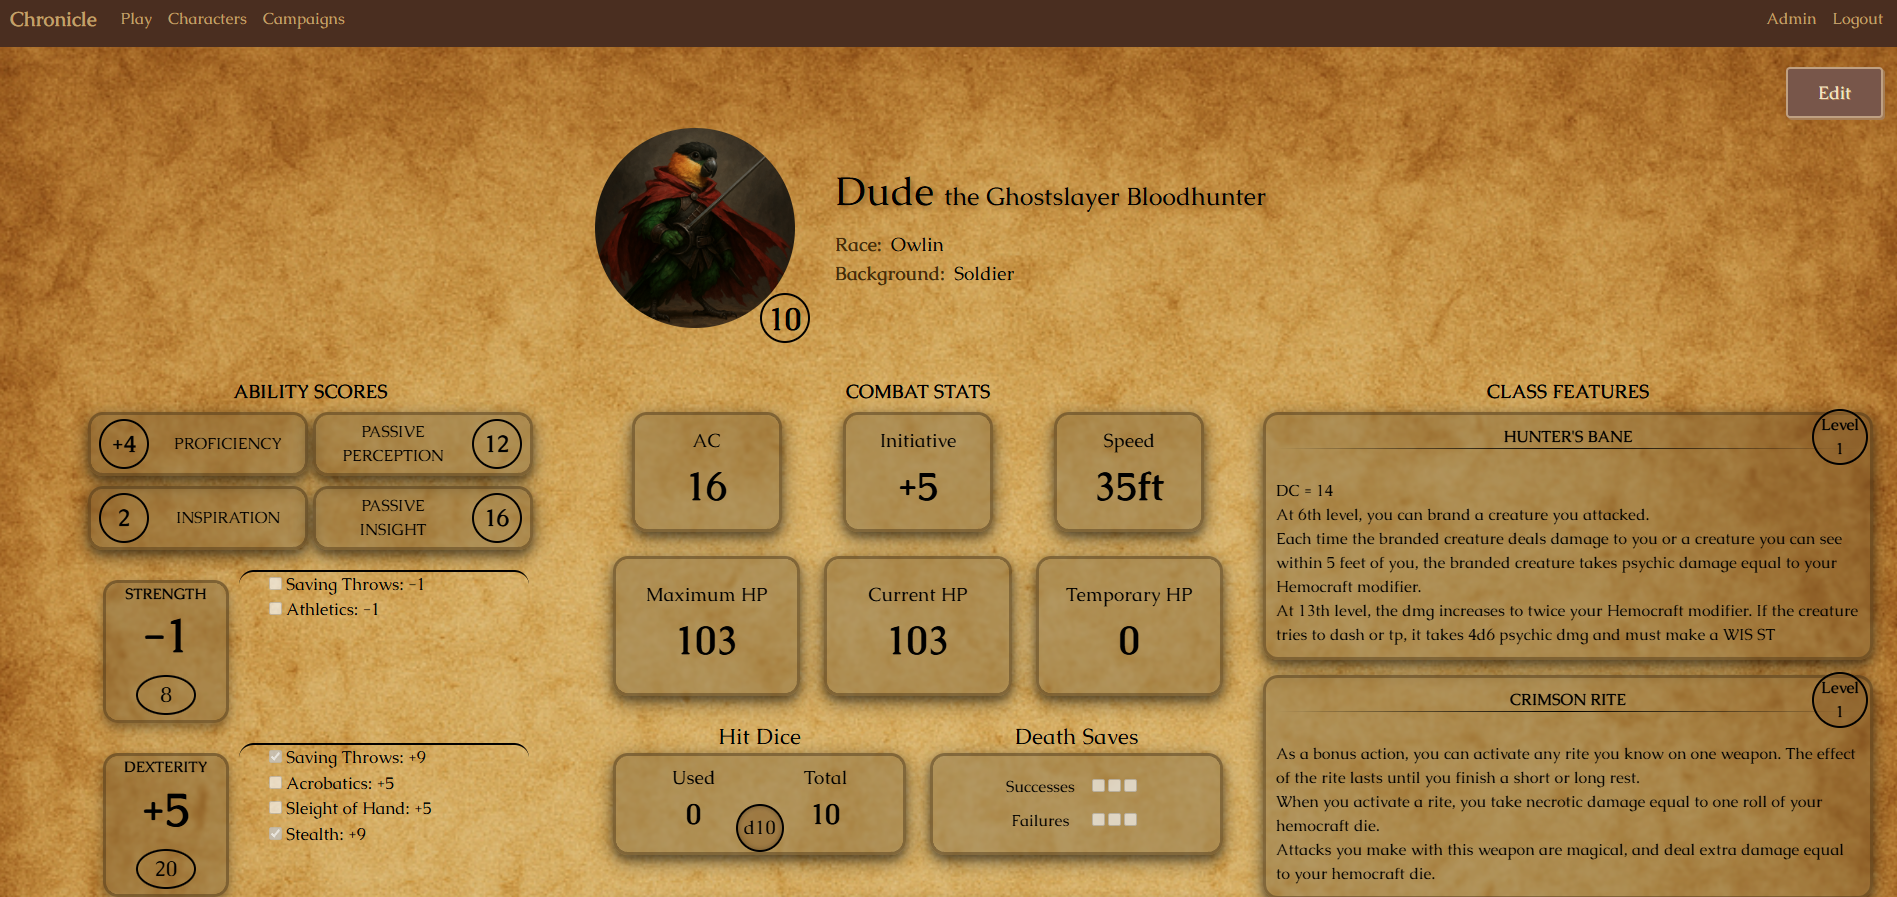 Chronicle Play Characters Campaigns Admin Logout
Edit
Dude the Ghostslayer Bloodhunter
Race: Owlin
Background: Soldier
10
ABILITY SCORES
+4 PROFICIENCY
PASSIVE
PERCEPTION
12
2 INSPIRATION
PASSIVE
INSIGHT
16
STRENGTH
-1
8
Saving Throws: -1
Athletics: -1
DEXTERITY
+5
20
Saving Throws: +9
Acrobatics: +5
Sleight of Hand: +5
Stealth: +9
COMBAT STATS
AC
16
Initiative
+5
Speed
35ft
Maximum HP
103
Current HP
103
Temporary HP
0
Hit Dice
Used
0
Total
10
d10
Death Saves
Successes
Failures
CLASS FEATURES
HUNTER'S BANE
Level
1
DC = 14
At 6th level, you can brand a creature you attacked.
Each time the branded creature deals damage to you or a creature you can see
within 5 feet of you, the branded creature takes psychic damage equal to your
Hemocraft modifier.
At 13th level, the dmg increases to twice your Hemocraft modifier. If the creature
tries to dash or tp, it takes 4d6 psychic dmg and must make a WIS ST
CRIMSON RITE
Level
1
As a bonus action, you can activate any rite you know on one weapon. The effect
of the rite lasts until you finish a short or long rest.
When you activate a rite, you take necrotic damage equal to one roll of your
hemocraft die.
Attacks you make with this weapon are magical, and deal extra damage equal
to your hemocraft die.